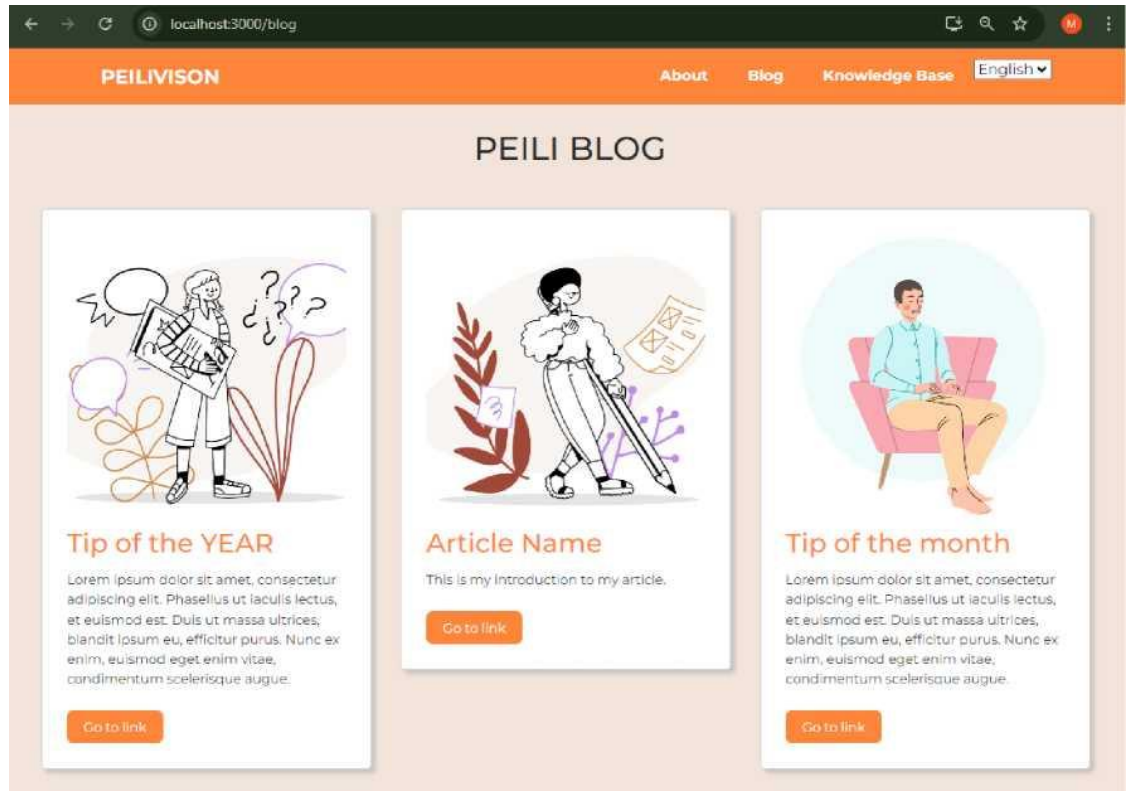 localhost:3000/blog
M
PEILIVISON
About
Blog
Knowledge Base
English
PEILI BLOG
? ? ? ?
¿ ¿
Tip of the YEAR
Lorem ipsum dolor sit amet, consectetur
adipiscing elit. Phasellus ut iaculis lectus,
et euismod est. Duis ut massa ultrices,
blandit ipsum eu, efficitur purus. Nunc ex
enim, euismod eget enim vitae,
condimentum scelerisque augue.
Go to link
Article Name
This is my introduction to my article.
Go to link
Tip of the month
Lorem ipsum dolor sit amet, consectetur
adipiscing elit. Phasellus ut iaculis lectus,
et euismod est. Duis ut massa ultrices,
blandit ipsum eu, efficitur purus. Nunc ex
enim, euismod eget enim vitae,
condimentum scelerisque augue.
Go to link